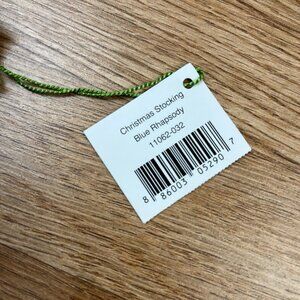 Christmas Stocking
Blue Rhapsody
11062-032
8 86003 05290 7